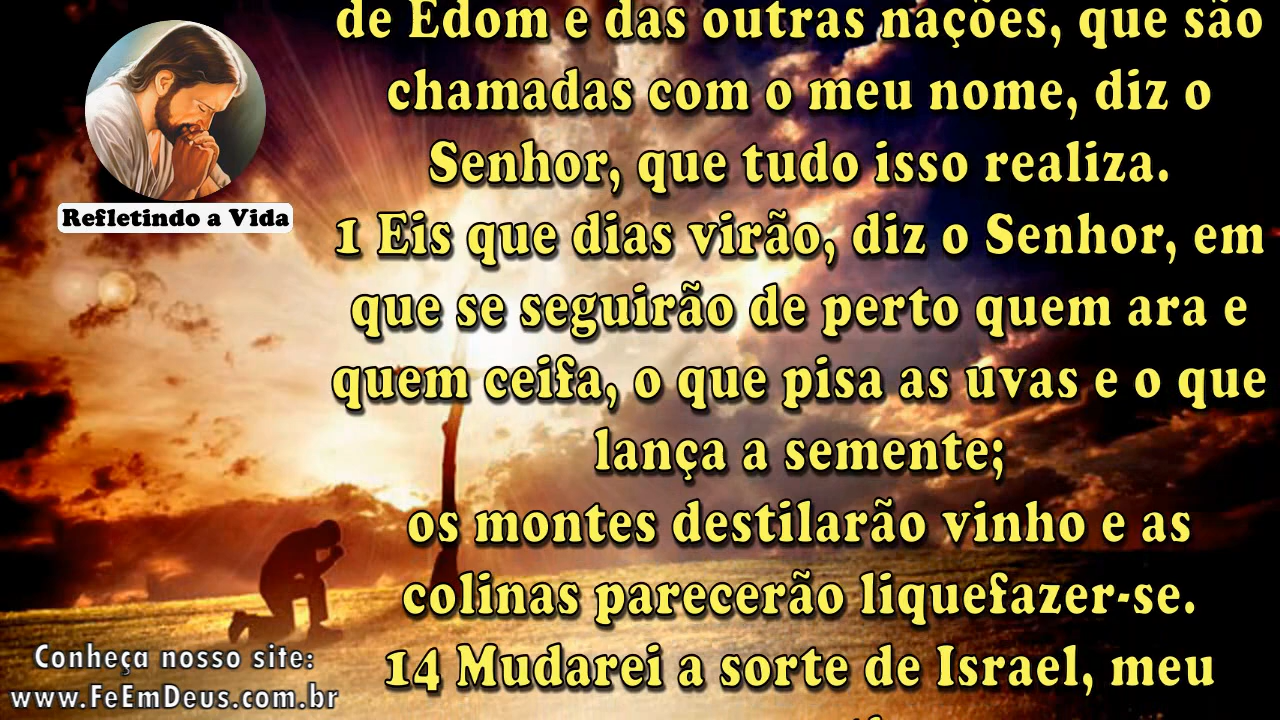 de Edom e das outras nações, que são
chamadas com o meu nome, diz o
Senhor, que tudo isso realiza.
1 Eis que dias virão, diz o Senhor, em
que se seguirão de perto quem ara e
quem ceifa, o que pisa as uvas e o que
lança a semente;
os montes destilarão vinho e as
colinas parecerão liquefazer-se.
14 Mudarei a sorte de Israel, meu
Refletindo a Vida
Conheça nosso site:
www.FeEmDeus.com.br